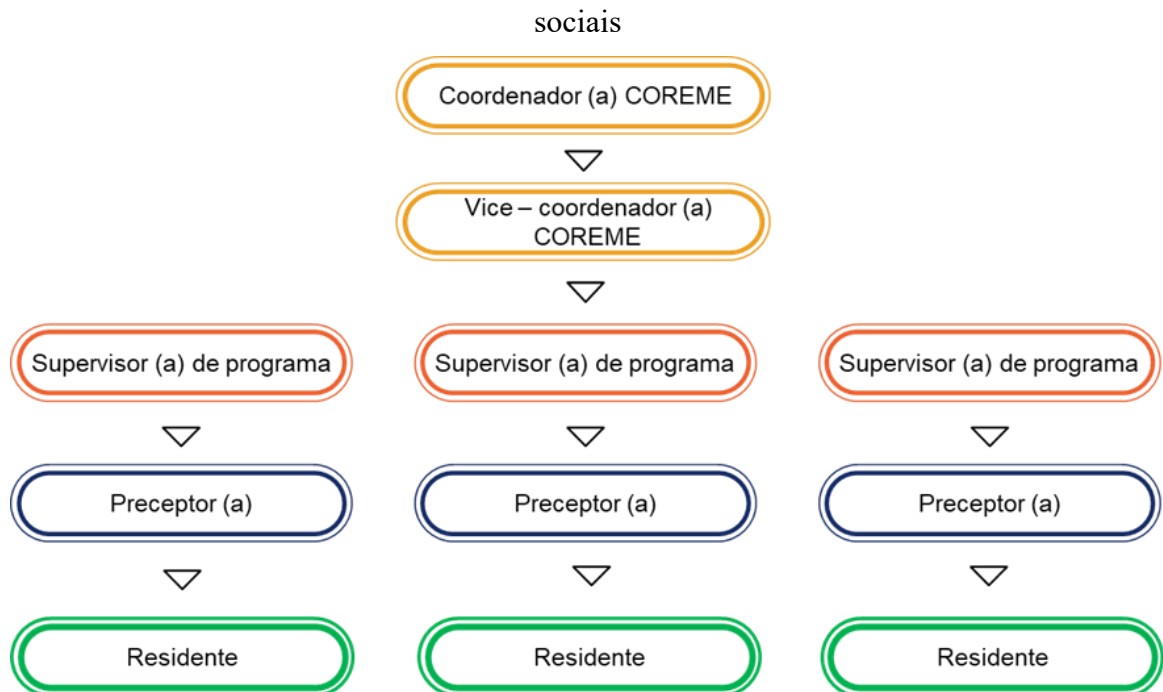 sociais
Coordenador (a) COREME
Vice – coordenador (a)
COREME
Supervisor (a) de programa
Supervisor (a) de programa
Supervisor (a) de programa
Preceptor (a)
Preceptor (a)
Preceptor (a)
Residente
Residente
Residente